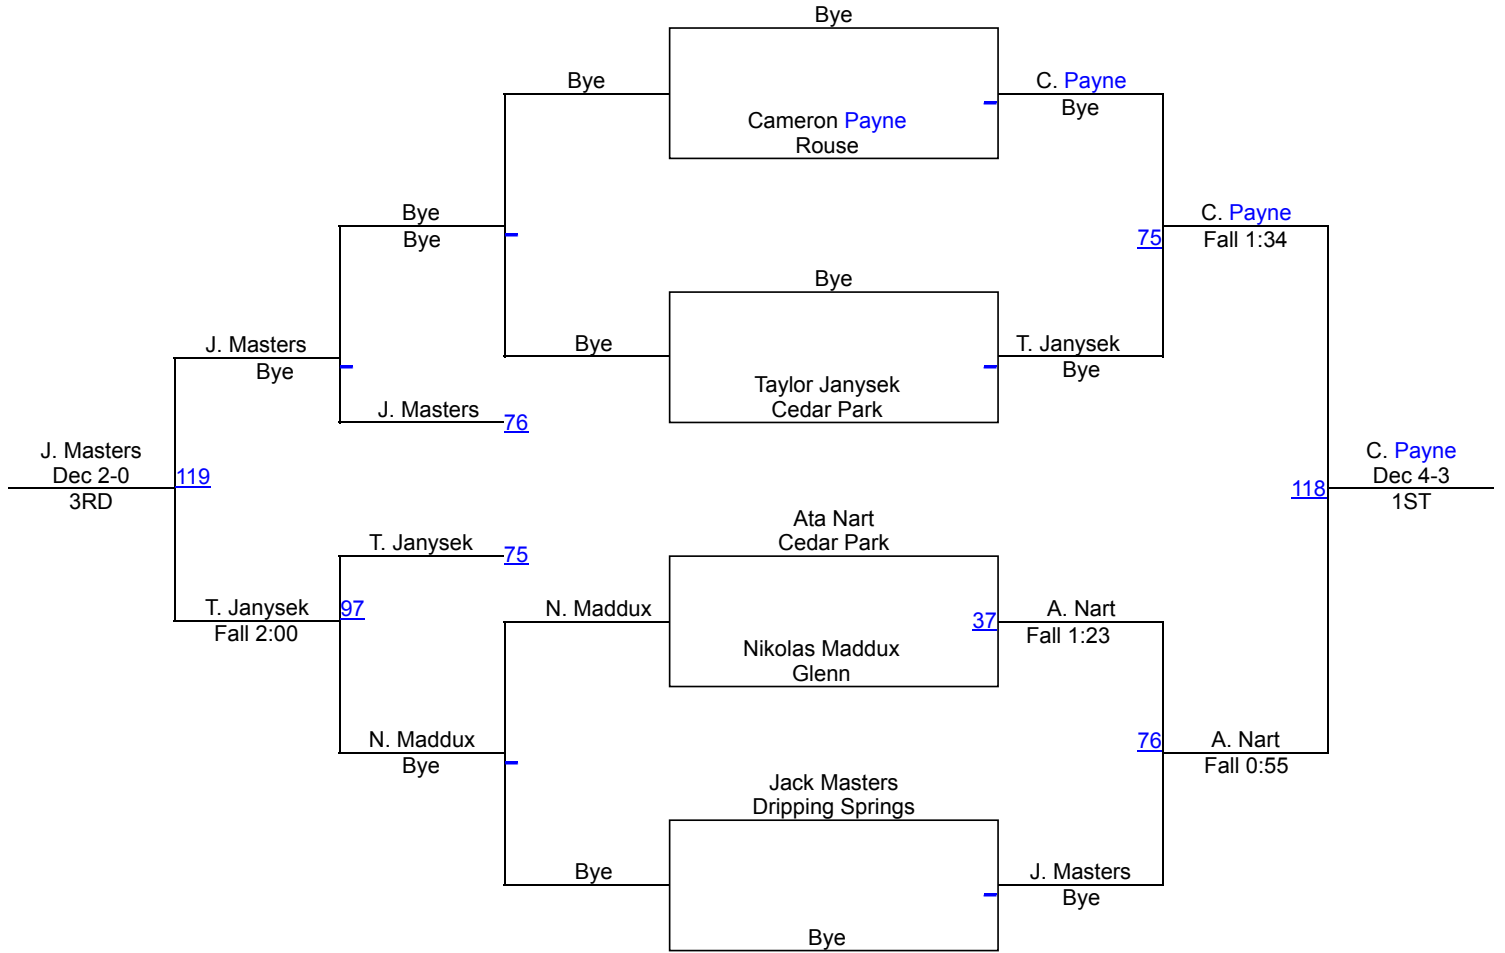 Bye
Bye
C. Payne
Bye
Cameron Payne
Rouse
Bye
Bye
C. Payne
75
Fall 1:34
Bye
J. Masters
Bye
Bye
T. Janysek
Bye
Taylor Janysek
Cedar Park
J. Masters
76
J. Masters
Dec 2-0
119
3RD
C. Payne
Dec 4-3
118
1ST
T. Janysek
75
Ata Nart
Cedar Park
T. Janysek
97
Fall 2:00
N. Maddux
37
A. Nart
Fall 1:23
Nikolas Maddux
Glenn
N. Maddux
Bye
76
A. Nart
Fall 0:55
Jack Masters
Dripping Springs
Bye
J. Masters
Bye
Bye